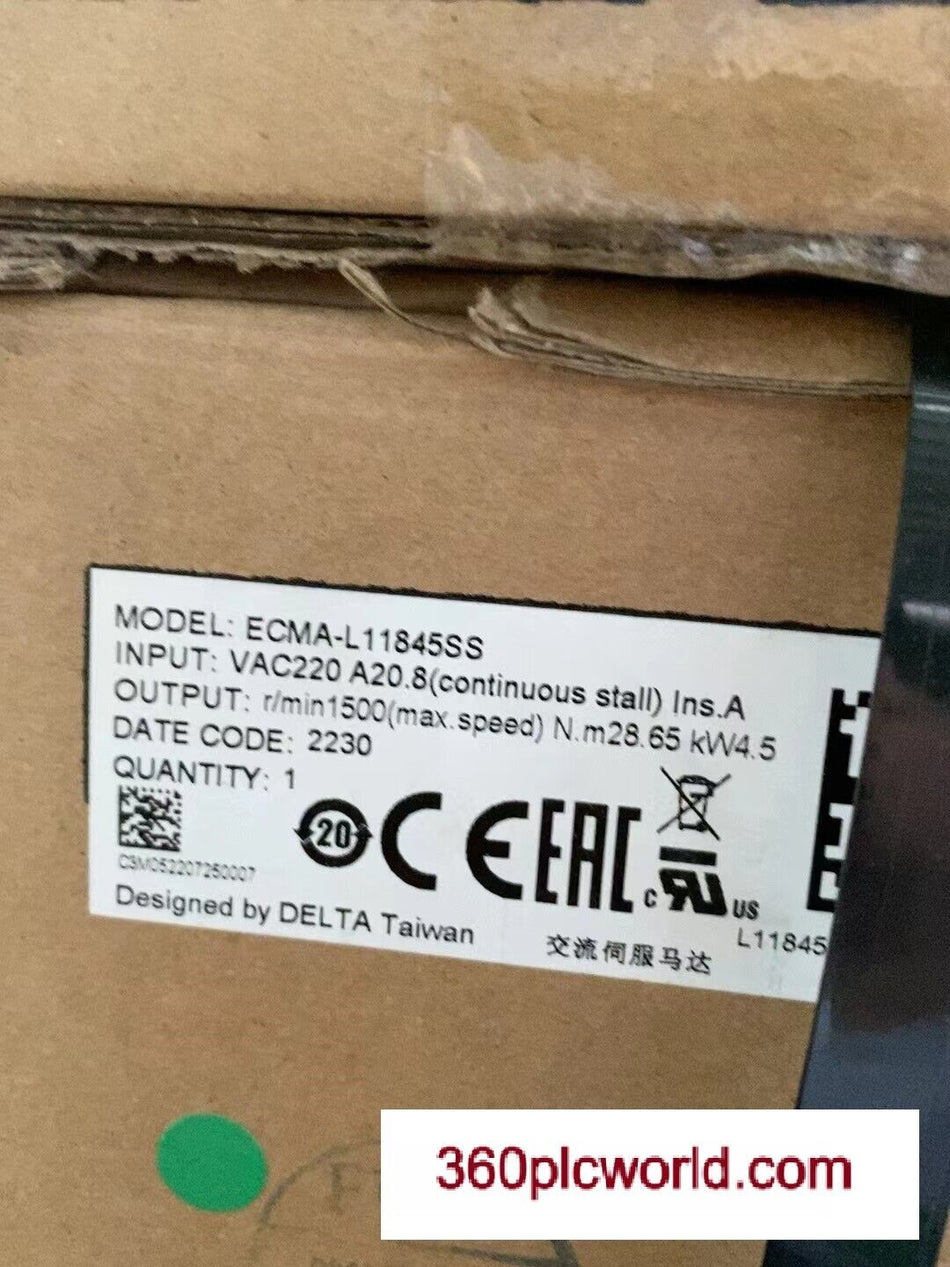 MODEL: ECMA-L11845SS
INPUT: VAC220 A20.8(continuous stall) Ins.A
OUTPUT: r/min1500(max.speed) N.m28.65 kW4.5
DATE CODE: 2230
QUANTITY: 1
20
CE
EAC
c
US
C3M052207250007
Designed by DELTA Taiwan
交流伺服马达
L11845
360plcworld.com